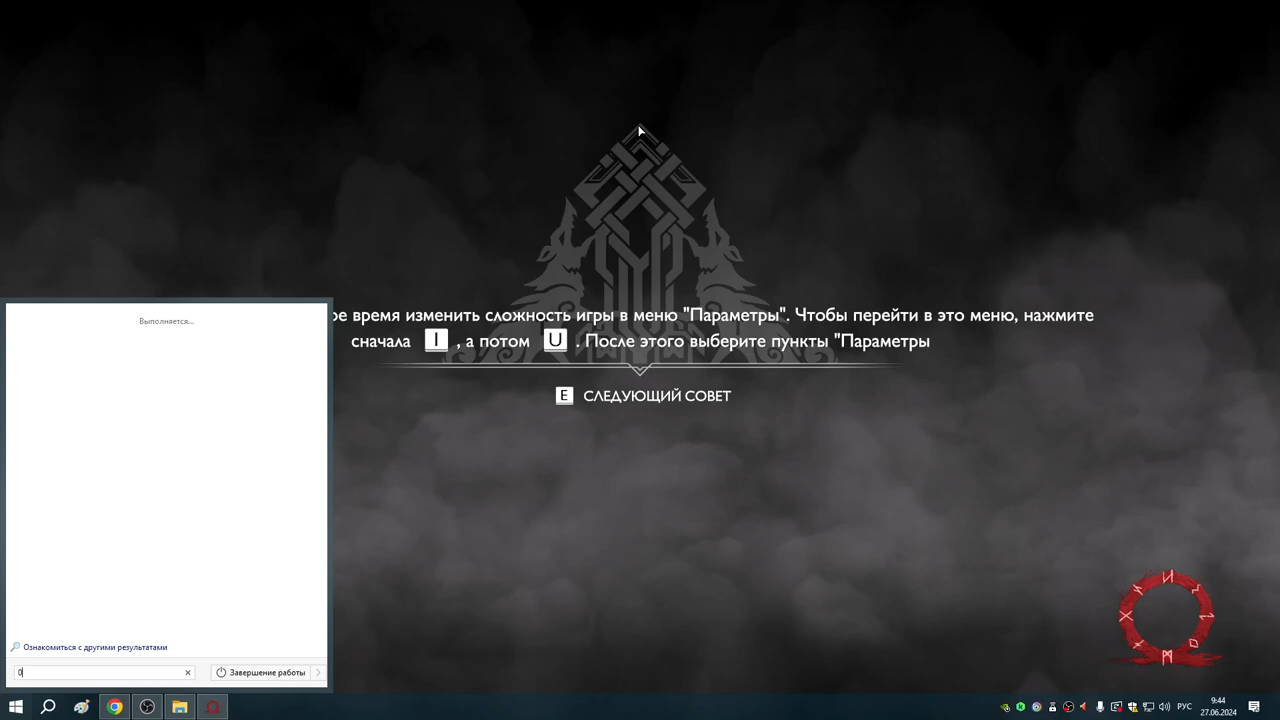 ое время изменить сложность игры в меню "Параметры". Чтобы перейти в это меню, нажмите
сначала I , а потом U . После этого выберите пункты "Параметры
E СЛЕДУЮЩИЙ СОВЕТ
Выполняется...
Ознакомиться с другими результатами
0
Завершение работы
РУС
9:44
27.06.2024